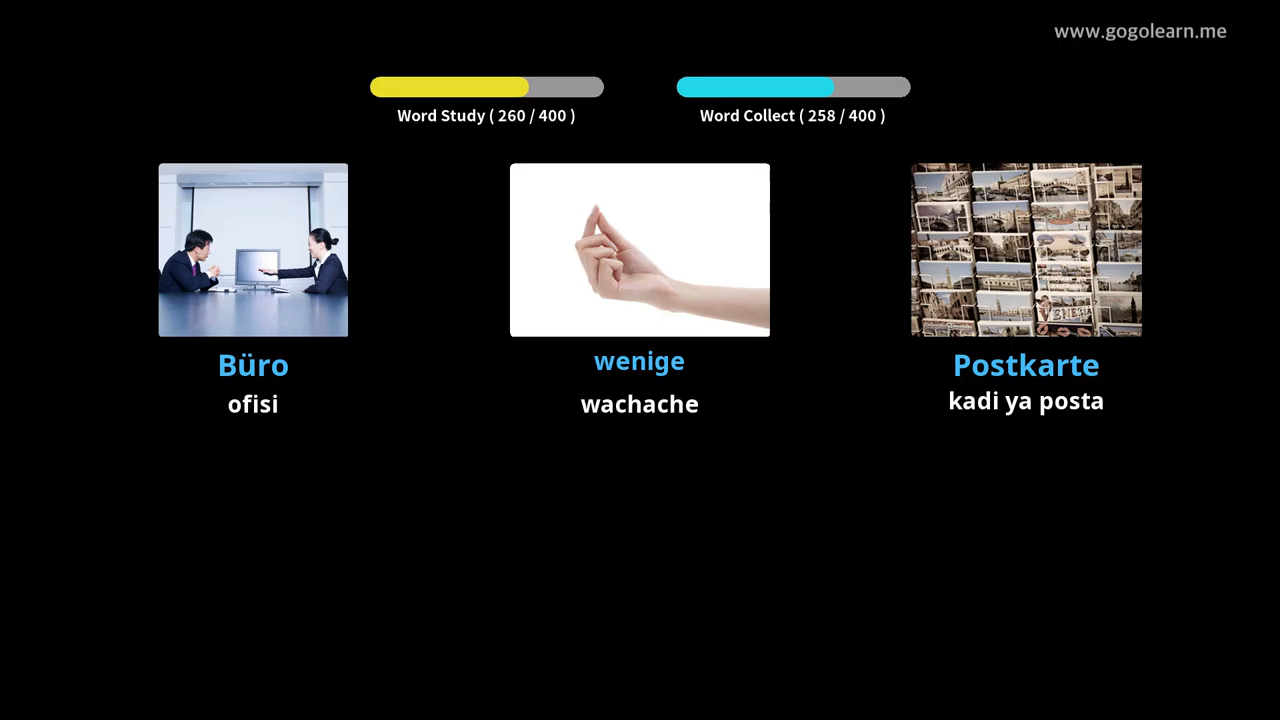 www.gogolearn.me
Word Study ( 260 / 400 )
Word Collect ( 258 / 400 )
VENEZIA
Büro
wenige
Postkarte
ofisi
wachache
kadi ya posta